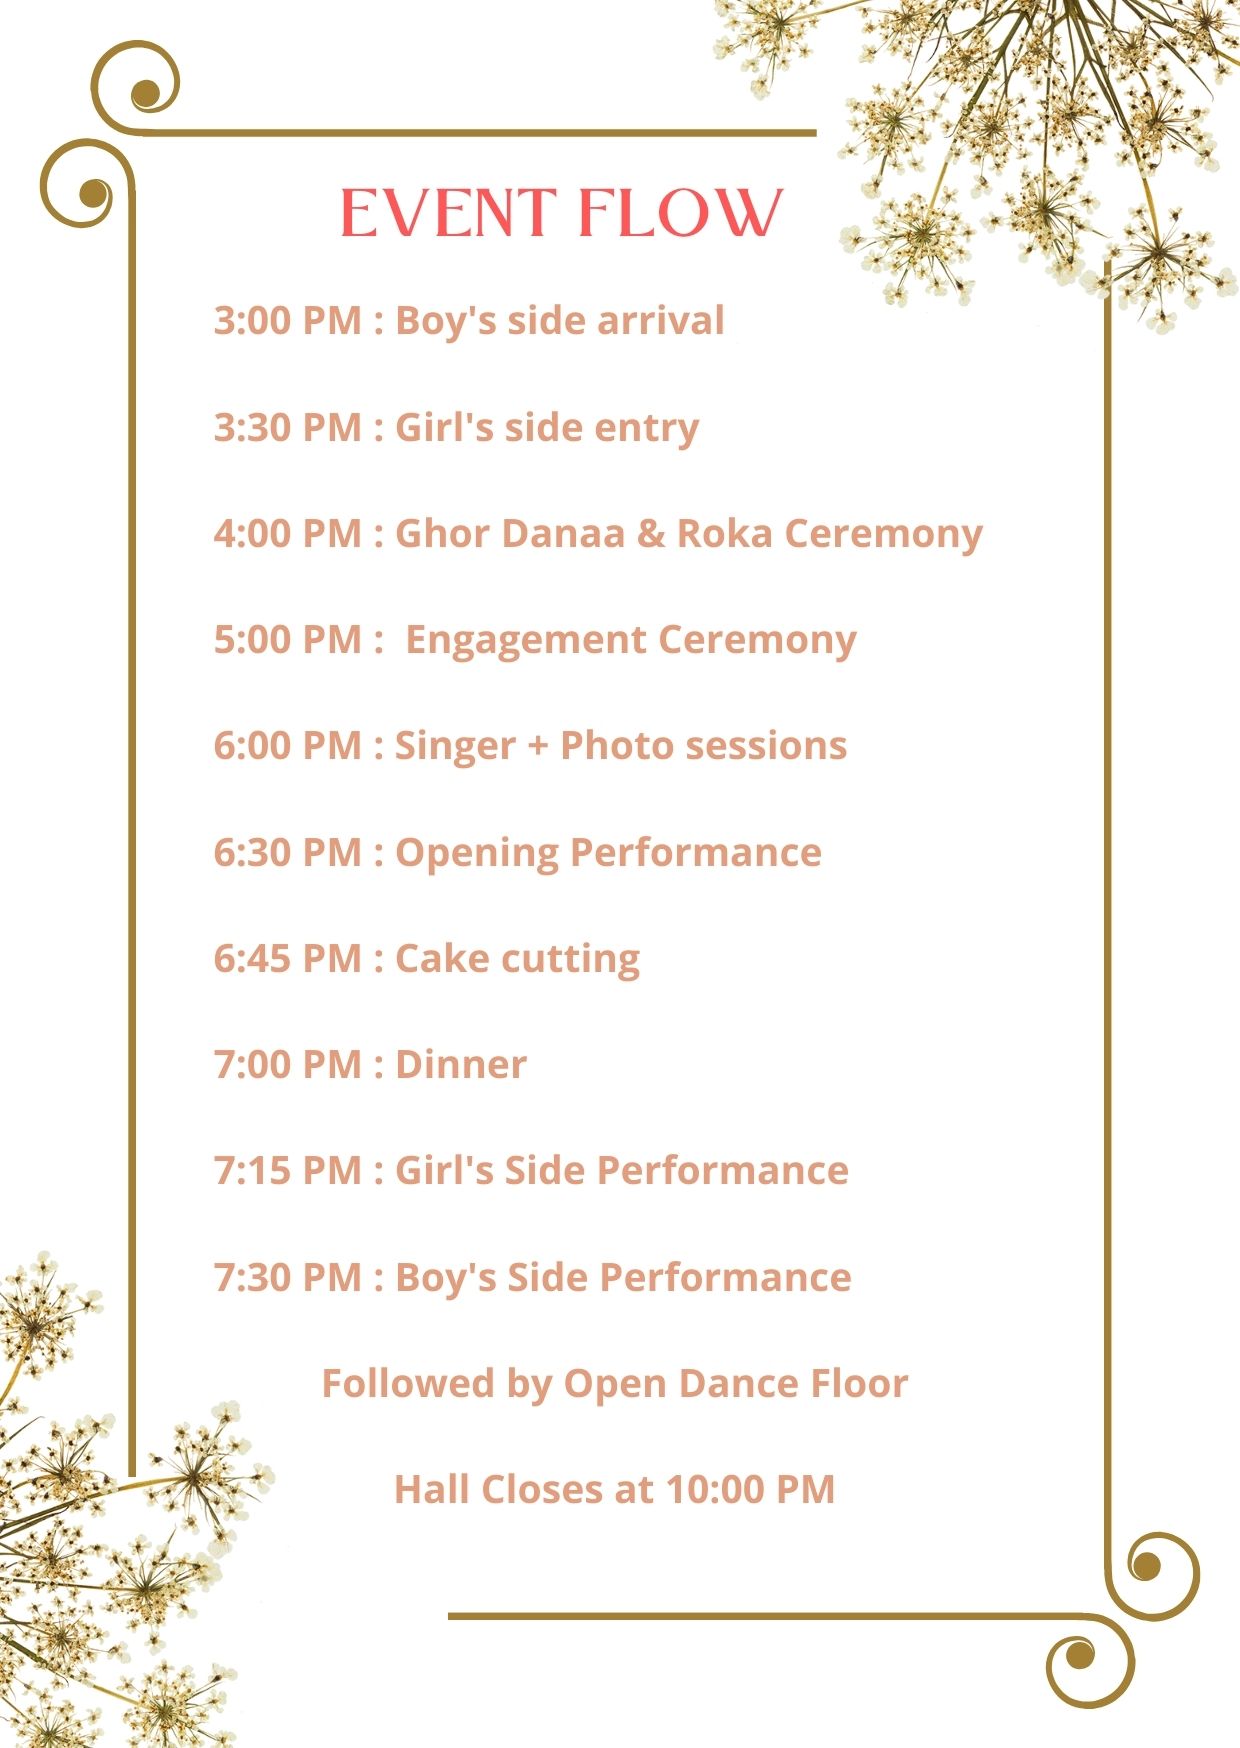 EVENT FLOW
3:00 PM : Boy's side arrival
3:30 PM : Girl's side entry
4:00 PM : Ghor Danaa & Roka Ceremony
5:00 PM :  Engagement Ceremony
6:00 PM : Singer + Photo sessions
6:30 PM : Opening Performance
6:45 PM : Cake cutting
7:00 PM : Dinner
7:15 PM : Girl's Side Performance
7:30 PM : Boy's Side Performance
Followed by Open Dance Floor
Hall Closes at 10:00 PM